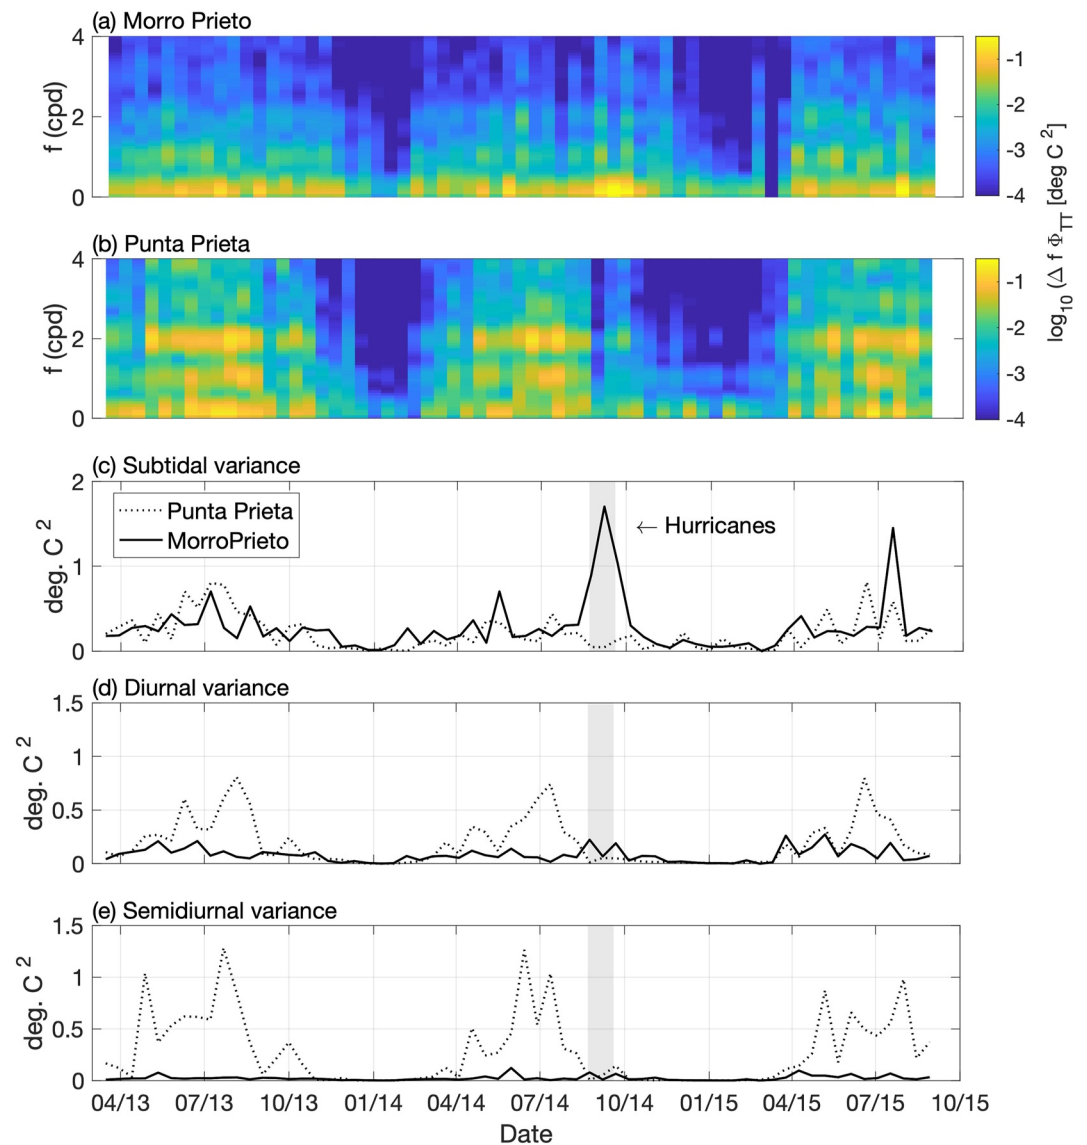 (a) Morro Prieto
4
2
0
f (cpd)
-1
-2
-3
-4
(b) Punta Prieta
4
2
0
f (cpd)
-1
-2
-3
-4
log10 (Δ f Φ_TT [deg C ²]
(c) Subtidal variance
2
1
0
deg. C ²
Punta Prieta
MorroPrieto
← Hurricanes
(d) Diurnal variance
1.5
1
0.5
0
deg. C ²
(e) Semidiurnal variance
1.5
1
0.5
0
deg. C ²
04/13 07/13 10/13 01/14 04/14 07/14 10/14 01/15 04/15 07/15 10/15
Date